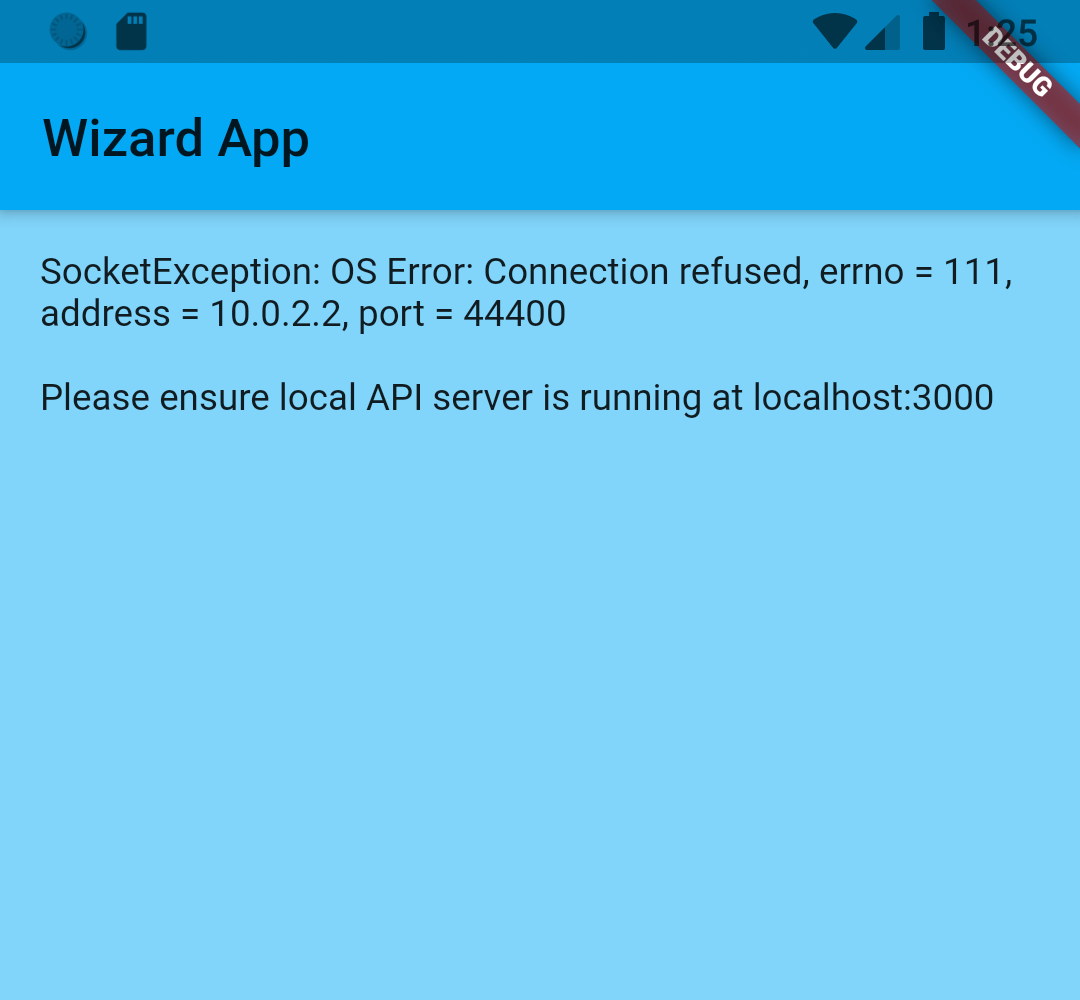 1:25
DEBUG
Wizard App
SocketException: OS Error: Connection refused, errno = 111,
address = 10.0.2.2, port = 44400
Please ensure local API server is running at localhost:3000